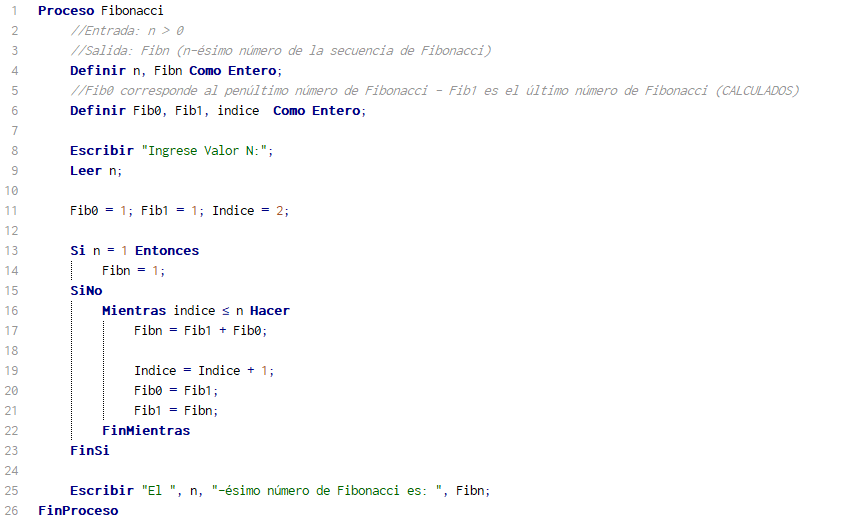 1 Proceso Fibonacci
2 //Entrada: n > 0
3 //Salida: Fibn (n-ésimo número de la secuencia de Fibonacci)
4 Definir n, Fibn Como Entero;
5 //Fib0 corresponde al penúltimo número de Fibonacci - Fib1 es el último número de Fibonacci (CALCULADOS)
6 Definir Fib0, Fib1, indice  Como Entero;
7
8 Escribir "Ingrese Valor N:";
9 Leer n;
10
11 Fib0 = 1; Fib1 = 1; Indice = 2;
12
13 Si n = 1 Entonces
14 Fibn = 1;
15 SiNo
16 Mientras indice ≤ n Hacer
17 Fibn = Fib1 + Fib0;
18
19 Indice = Indice + 1;
20 Fib0 = Fib1;
21 Fib1 = Fibn;
22 FinMientras
23 FinSi
24
25 Escribir "El ", n, "-ésimo número de Fibonacci es: ", Fibn;
26 FinProceso